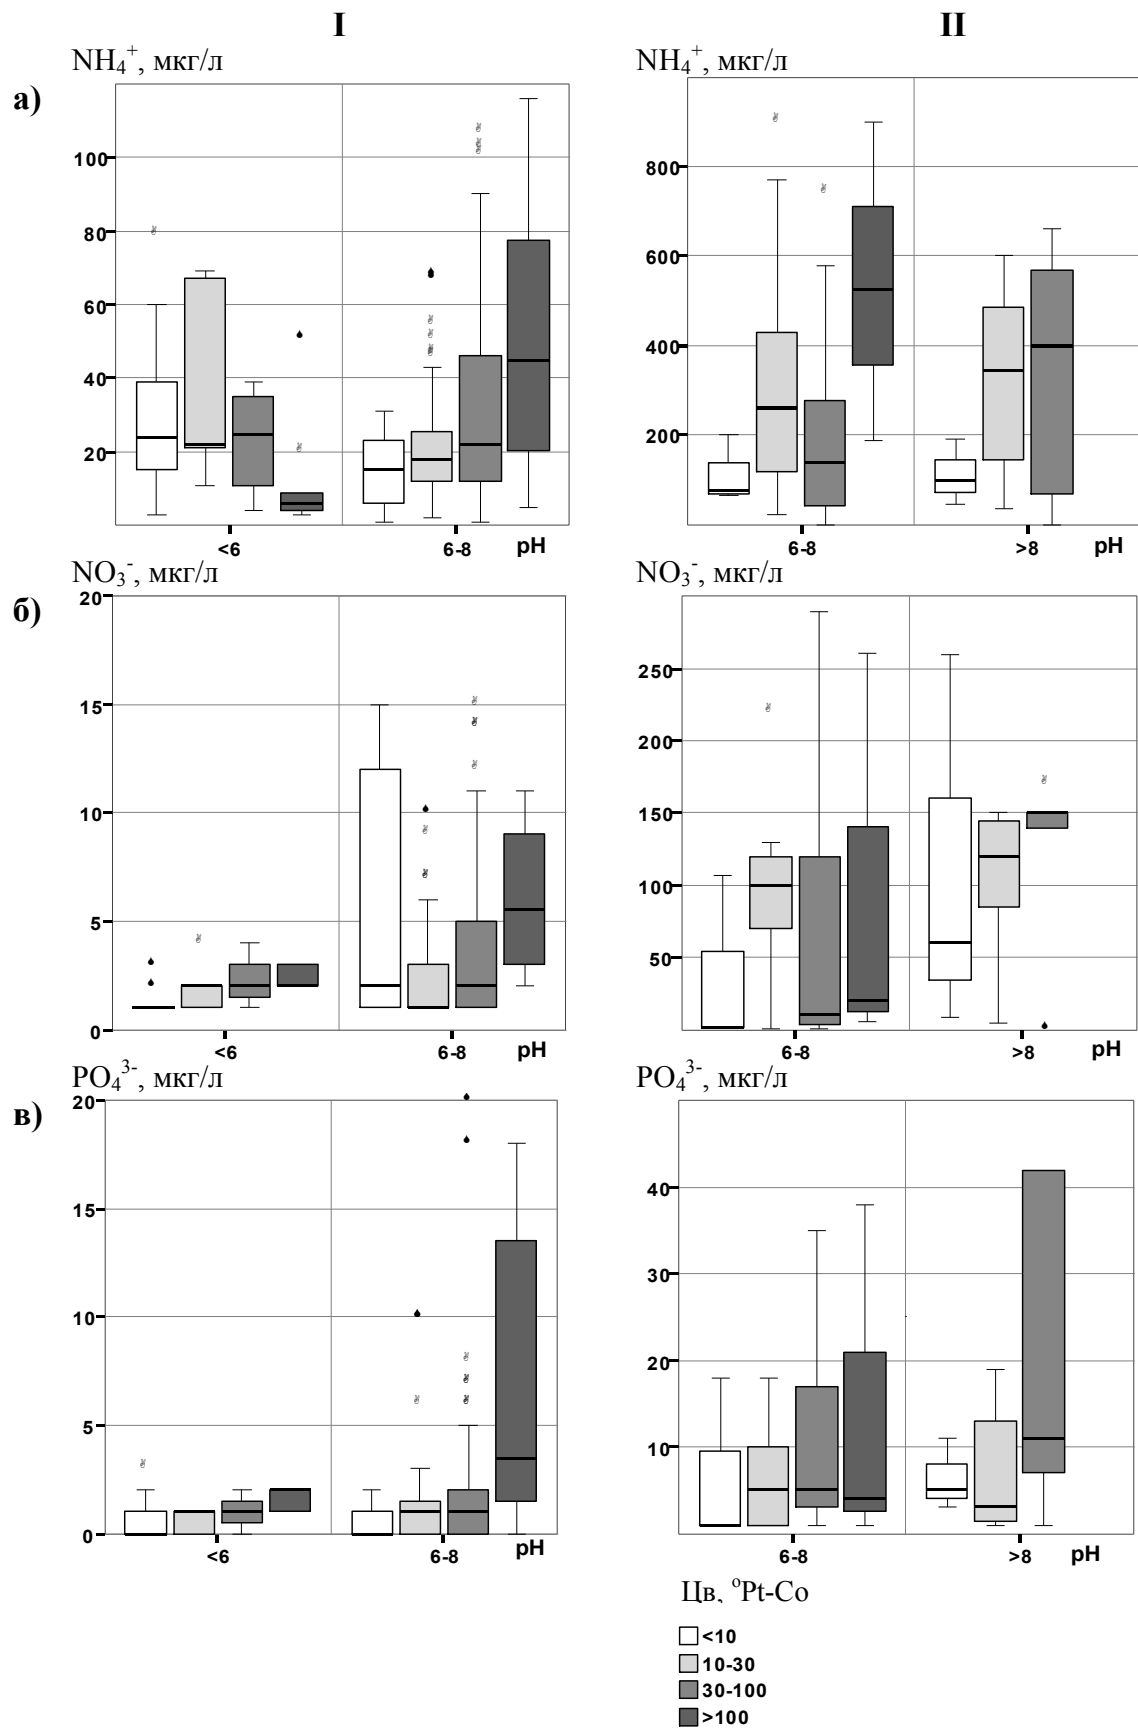 I II
NH₄⁺, мкг/л NH₄⁺, мкг/л
а)
100 800
80 600
60 400
40 200
20
<6 6-8 pH 6-8 >8 pH
NO₃⁻, мкг/л NO₃⁻, мкг/л
б)
20 250
15 200
10 150
5 100
0 50
<6 6-8 pH 6-8 >8 pH
PO₄³⁻, мкг/л PO₄³⁻, мкг/л
в)
20 40
15 30
10 20
5 10
0
<6 6-8 pH 6-8 >8 pH
Цв, ºPt-Co
<10
10-30
30-100
>100